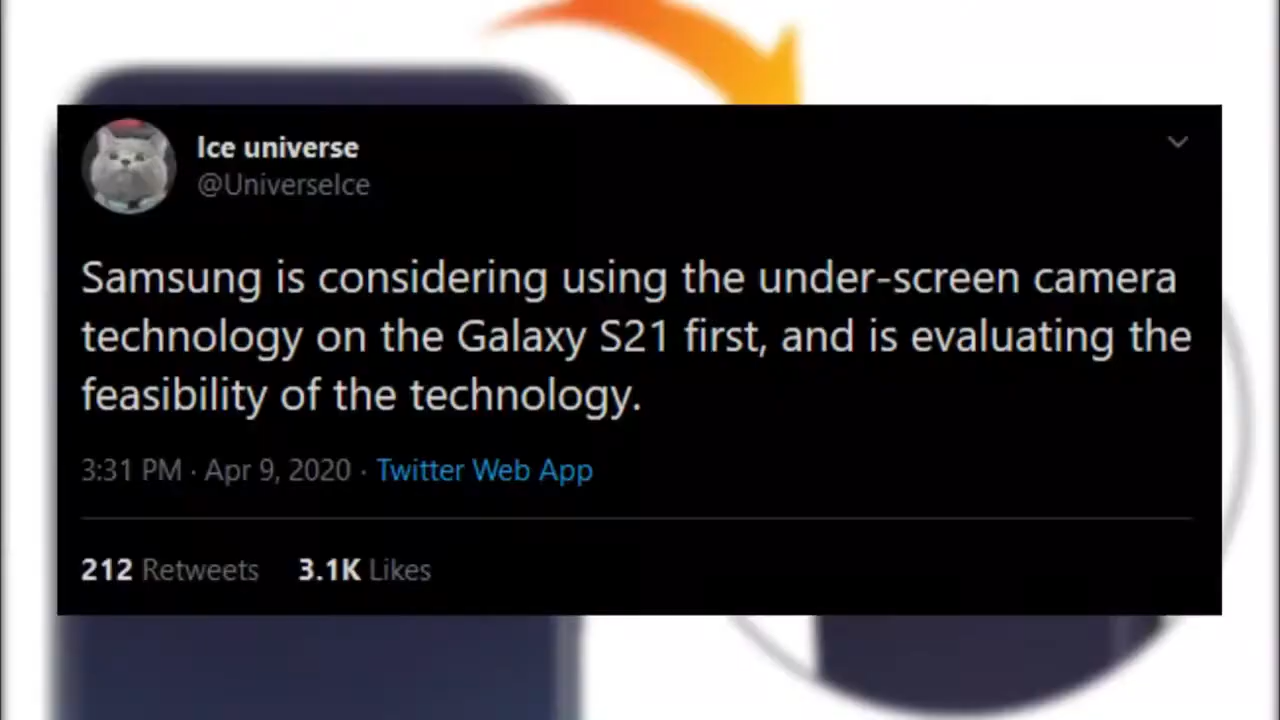 Ice universe
@UniverseIce
Samsung is considering using the under-screen camera
technology on the Galaxy S21 first, and is evaluating the
feasibility of the technology.
3:31 PM · Apr 9, 2020 · Twitter Web App
212 Retweets 3.1K Likes